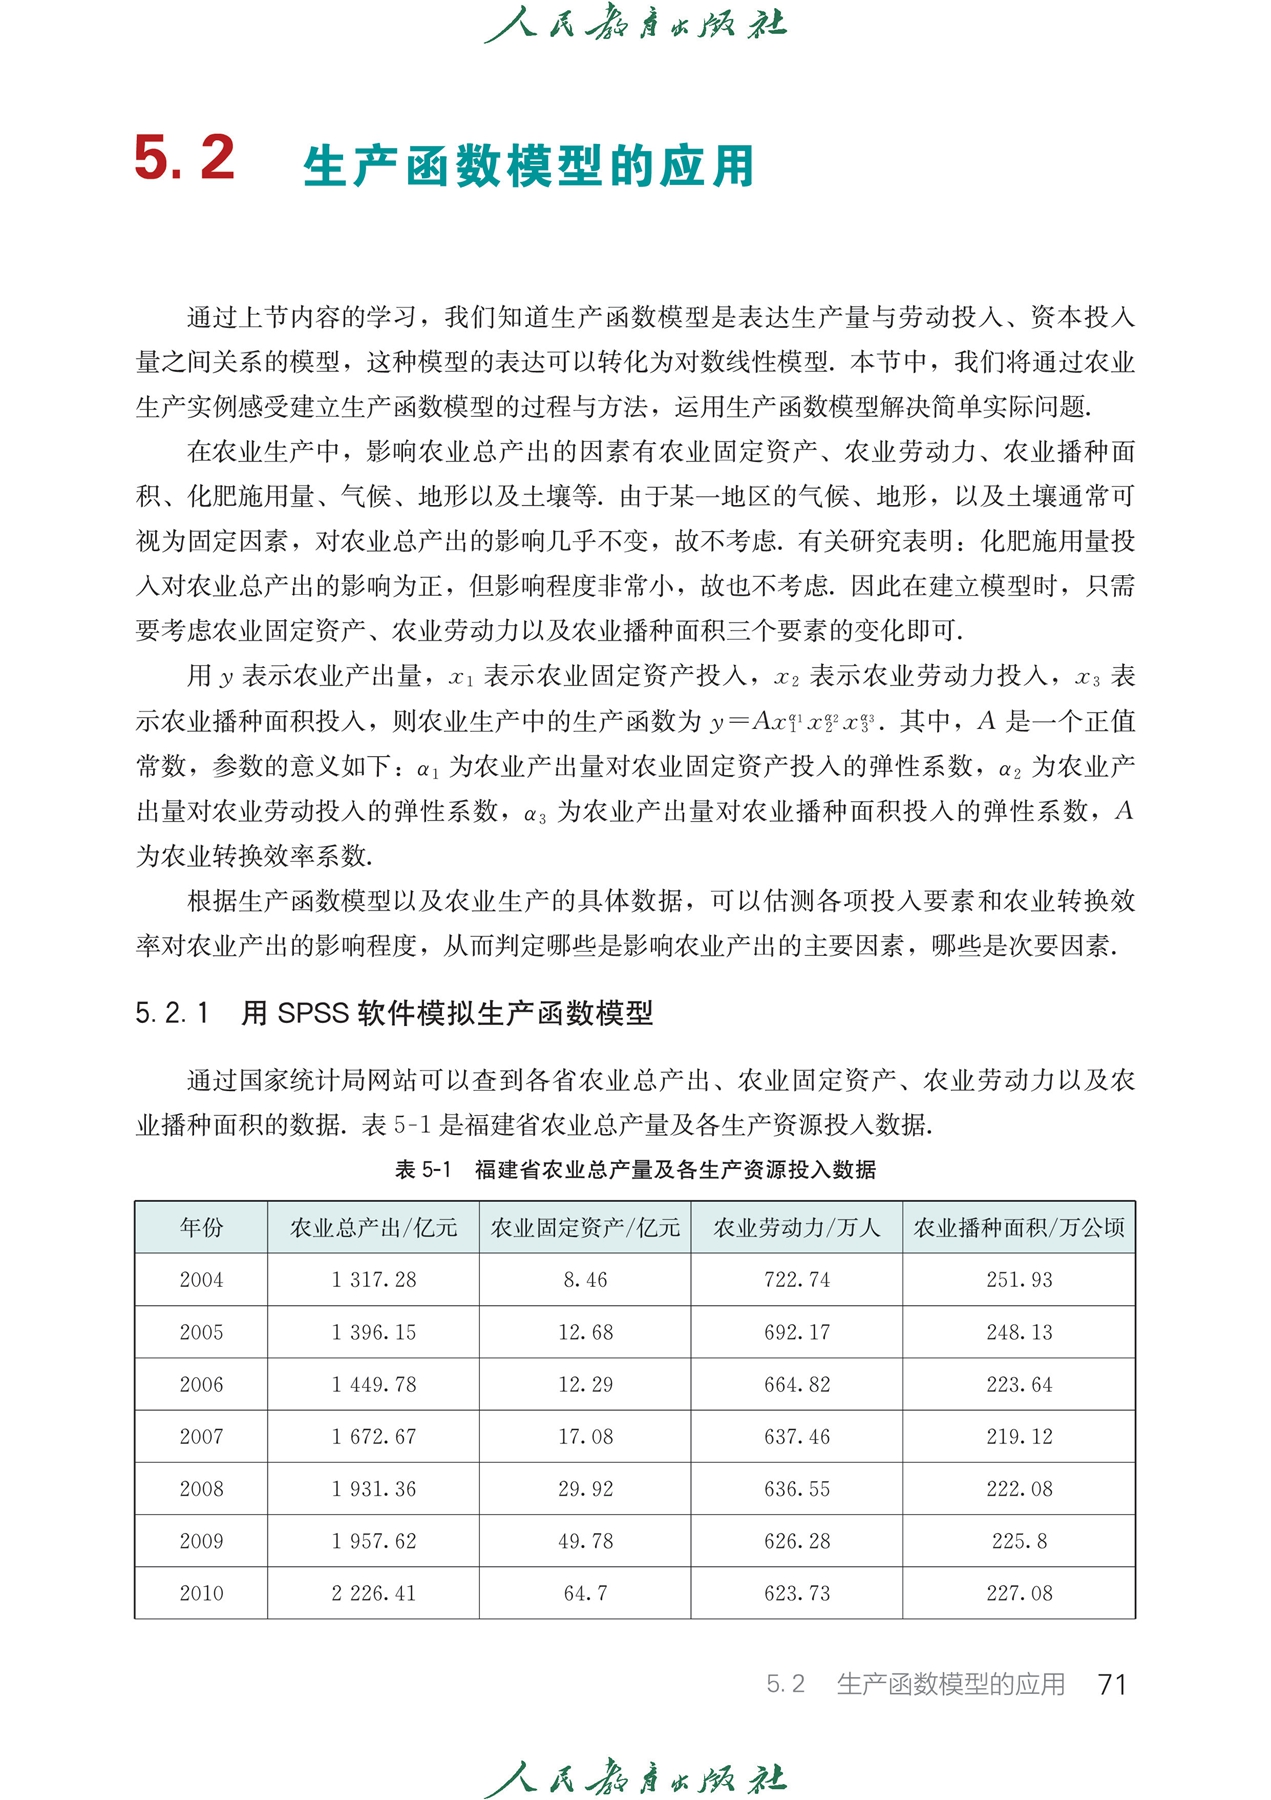 人民教育出版社
5.2 生产函数模型的应用
通过上节内容的学习，我们知道生产函数模型是表达生产量与劳动投入、资本投入
量之间关系的模型，这种模型的表达可以转化为对数线性模型. 本节中，我们将通过农业
生产实例感受建立生产函数模型的过程与方法，运用生产函数模型解决简单实际问题.
在农业生产中，影响农业总产出的因素有农业固定资产、农业劳动力、农业播种面
积、化肥施用量、气候、地形以及土壤等. 由于某一地区的气候、地形，以及土壤通常可
视为固定因素，对农业总产出的影响几乎不变，故不考虑. 有关研究表明：化肥施用量投
入对农业总产出的影响为正，但影响程度非常小，故也不考虑. 因此在建立模型时，只需
要考虑农业固定资产、农业劳动力以及农业播种面积三个要素的变化即可.
用 y 表示农业产出量，x₁ 表示农业固定资产投入，x₂ 表示农业劳动力投入，x₃ 表
示农业播种面积投入，则农业生产中的生产函数为 y=Ax₁^α₁ x₂^α₂ x₃^α₃. 其中，A 是一个正值
常数，参数的意义如下：α₁ 为农业产出量对农业固定资产投入的弹性系数，α₂ 为农业产
出量对农业劳动投入的弹性系数，α₃ 为农业产出量对农业播种面积投入的弹性系数，A
为农业转换效率系数.
根据生产函数模型以及农业生产的具体数据，可以估测各项投入要素和农业转换效
率对农业产出的影响程度，从而判定哪些是影响农业产出的主要因素，哪些是次要因素.
5.2.1 用 SPSS 软件模拟生产函数模型
通过国家统计局网站可以查到各省农业总产出、农业固定资产、农业劳动力以及农
业播种面积的数据. 表 5-1 是福建省农业总产量及各生产资源投入数据.
表 5-1 福建省农业总产量及各生产资源投入数据
年份 农业总产出/亿元 农业固定资产/亿元 农业劳动力/万人 农业播种面积/万公顷
2004 1 317.28 8.46 722.74 251.93
2005 1 396.15 12.68 692.17 248.13
2006 1 449.78 12.29 664.82 223.64
2007 1 672.67 17.08 637.46 219.12
2008 1 931.36 29.92 636.55 222.08
2009 1 957.62 49.78 626.28 225.8
2010 2 226.41 64.7 623.73 227.08
5.2 生产函数模型的应用 71
人民教育出版社